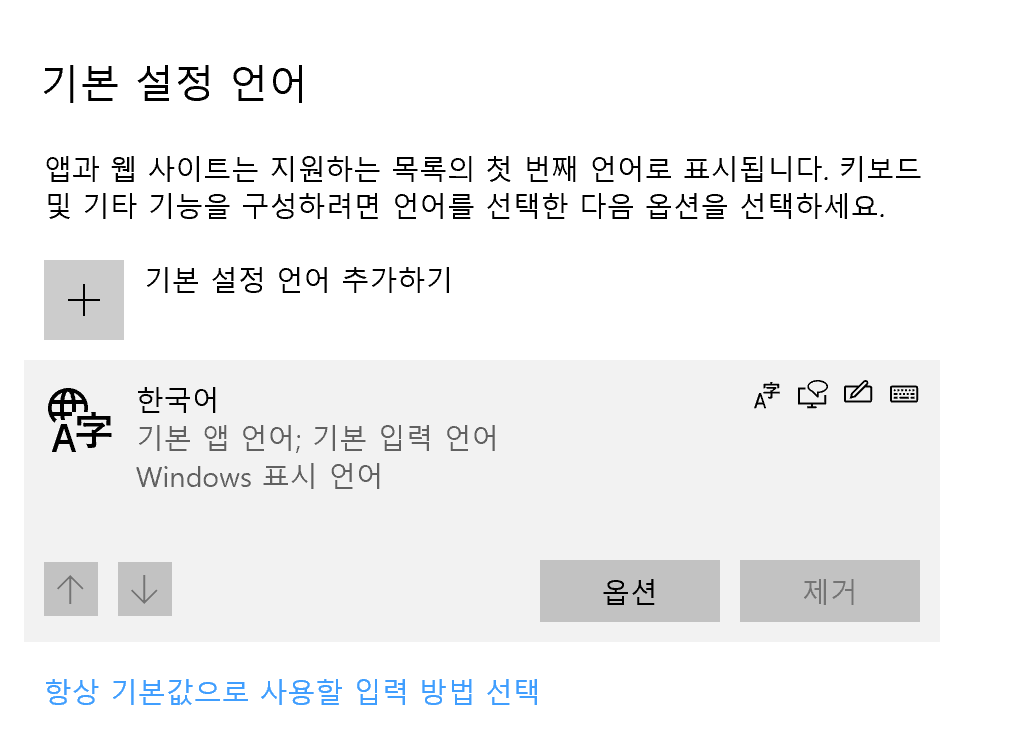 기본 설정 언어
앱과 웹 사이트는 지원하는 목록의 첫 번째 언어로 표시됩니다. 키보드
및 기타 기능을 구성하려면 언어를 선택한 다음 옵션을 선택하세요.
기본 설정 언어 추가하기
한국어
기본 앱 언어; 기본 입력 언어
Windows 표시 언어
옵션
제거
항상 기본값으로 사용할 입력 방법 선택